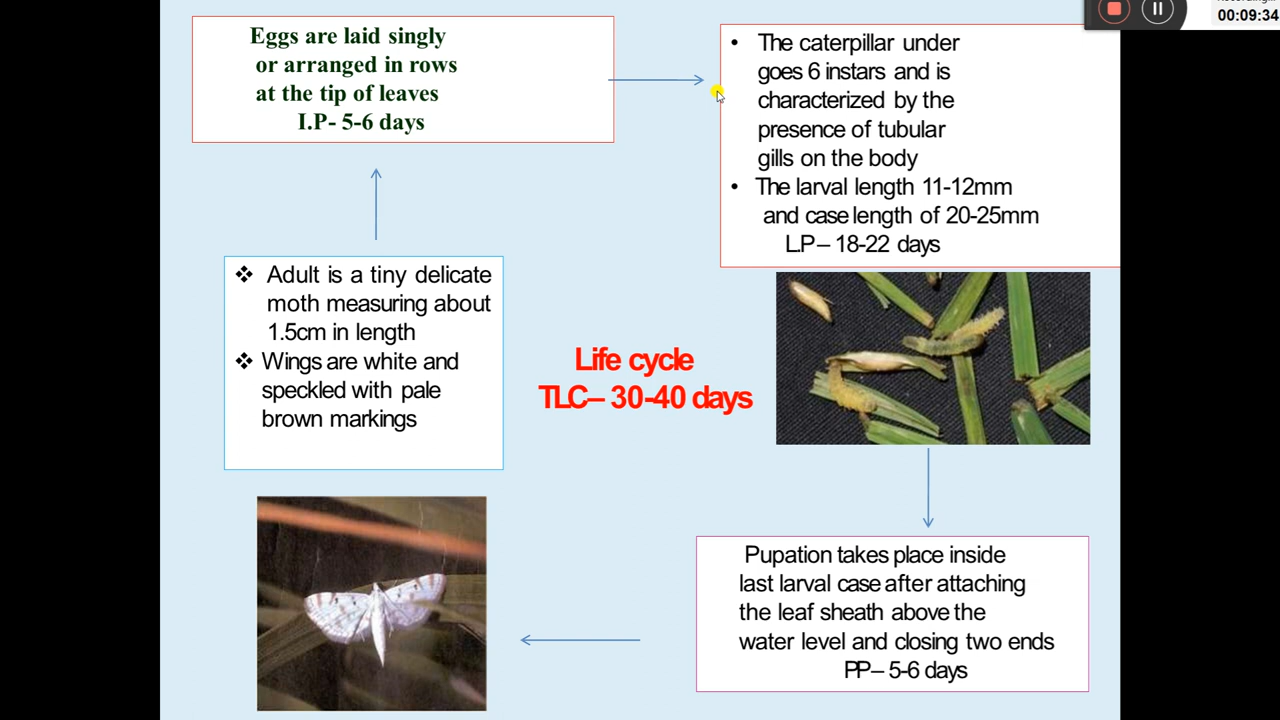 Eggs are laid singly
or arranged in rows
at the tip of leaves
I.P- 5-6 days
• The caterpillar under
goes 6 instars and is
characterized by the
presence of tubular
gills on the body
• The larval length 11-12mm
and case length of 20-25mm
L.P – 18-22 days
00:09:34
❖ Adult is a tiny delicate
moth measuring about
1.5cm in length
❖ Wings are white and
speckled with pale
brown markings
Life cycle
TLC– 30-40 days
Pupation takes place inside
last larval case after attaching
the leaf sheath above the
water level and closing two ends
PP– 5-6 days